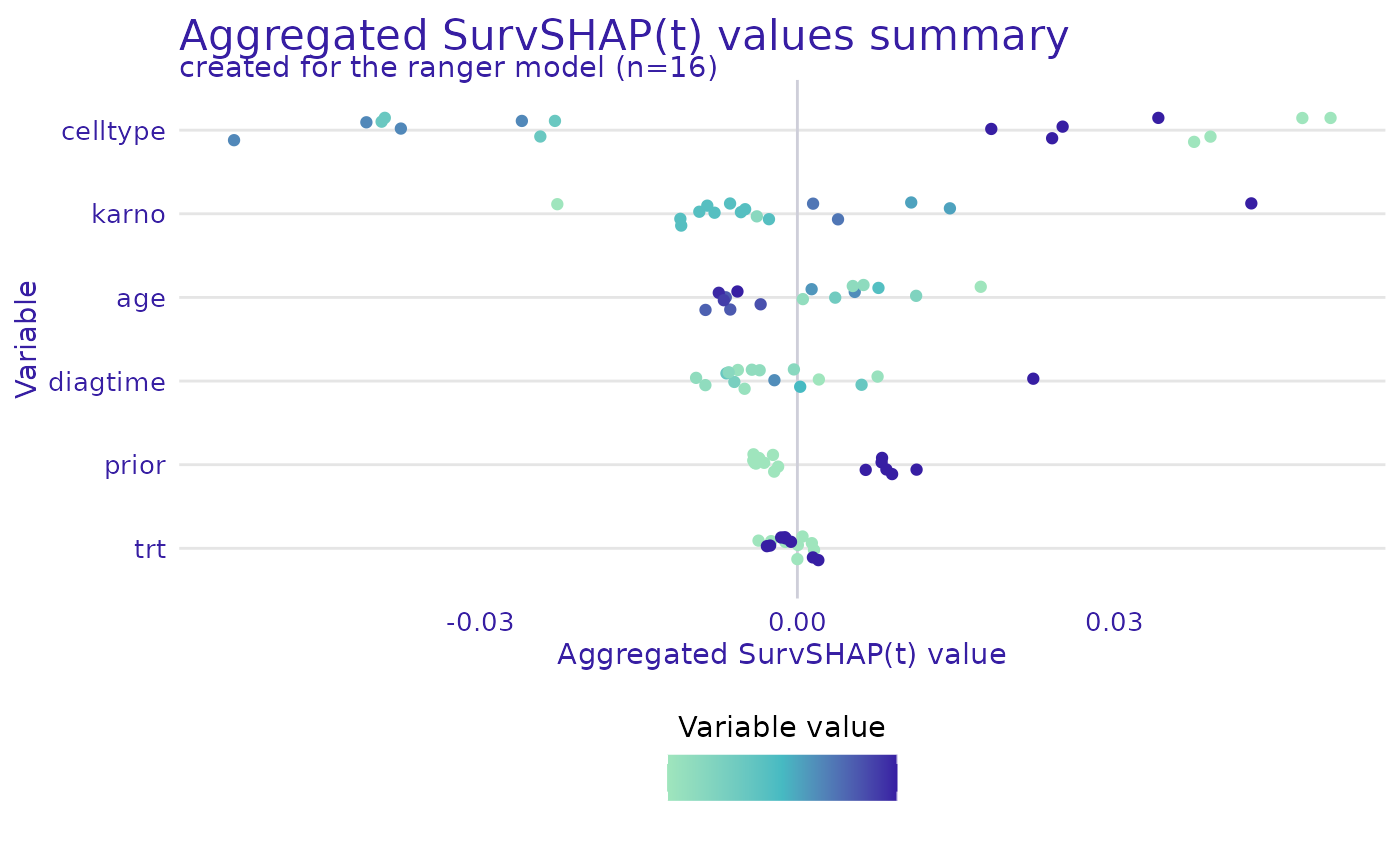 Aggregated SurvSHAP(t) values summary
created for the ranger model (n=16)
Variable
celltype
karno
age
diagtime
prior
trt
-0.03 0.00 0.03
Aggregated SurvSHAP(t) value
Variable value